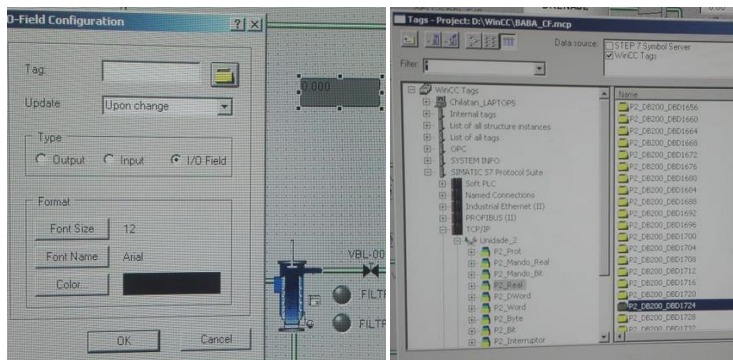 O-Field Configuration
Tag:
Update
Upon change
Type
Output
Input
I/O Field
Format
Font Size
12
Font Name
Arial
Color...
OK
Cancel
0.000
VBL-00
FILTR
FILTR
Tags - Project: D:\WinCC\BABA_CF.mcp
Data source:
STEP 7 Symbol Server
WinCC Tags
Filter:
WinCC Tags
Chilatan_LAPTOPS
Internal tags
List of all structure instances
List of all tags
OPC
SYSTEM INFO
SIMATIC S7 Protocol Suite
Soft PLC
Named Connections
Industrial Ethernet (II)
PROFIBUS (II)
TCP/IP
Unidade_2
P2_Prot
P2_Mando_Real
P2_Mando_Bit
P2_Real
P2_DWord
P2_Word
P2_Byte
P2_Bit
P2_Interruptor
Name
P2_DB200_DBD1656
P2_DB200_DBD1660
P2_DB200_DBD1664
P2_DB200_DBD1668
P2_DB200_DBD1672
P2_DB200_DBD1676
P2_DB200_DBD1680
P2_DB200_DBD1684
P2_DB200_DBD1688
P2_DB200_DBD1692
P2_DB200_DBD1696
P2_DB200_DBD1700
P2_DB200_DBD1704
P2_DB200_DBD1708
P2_DB200_DBD1712
P2_DB200_DBD1716
P2_DB200_DBD1720
P2_DB200_DBD1724
P2_DB200_DBD1728
P2_DB200_DBD1732